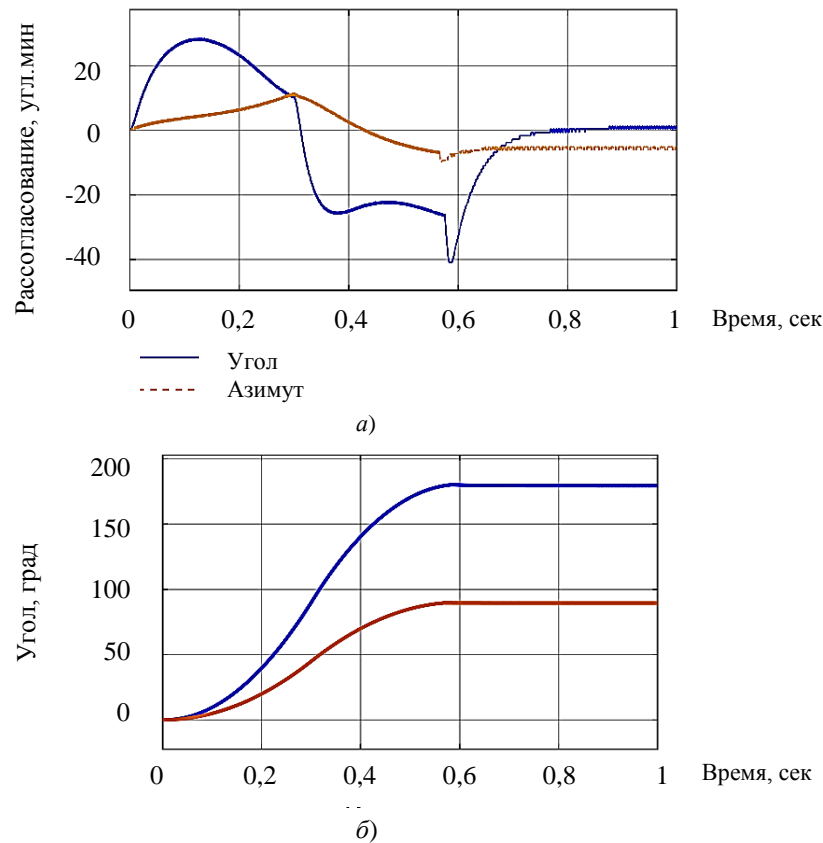 Рассогласование, угл.мин
20
0
-20
-40
0 0,2 0,4 0,6 0,8 1 Время, сек
Угол
Азимут
а)
Угол, град
200
150
100
50
0
0 0,2 0,4 0,6 0,8 1 Время, сек
б)